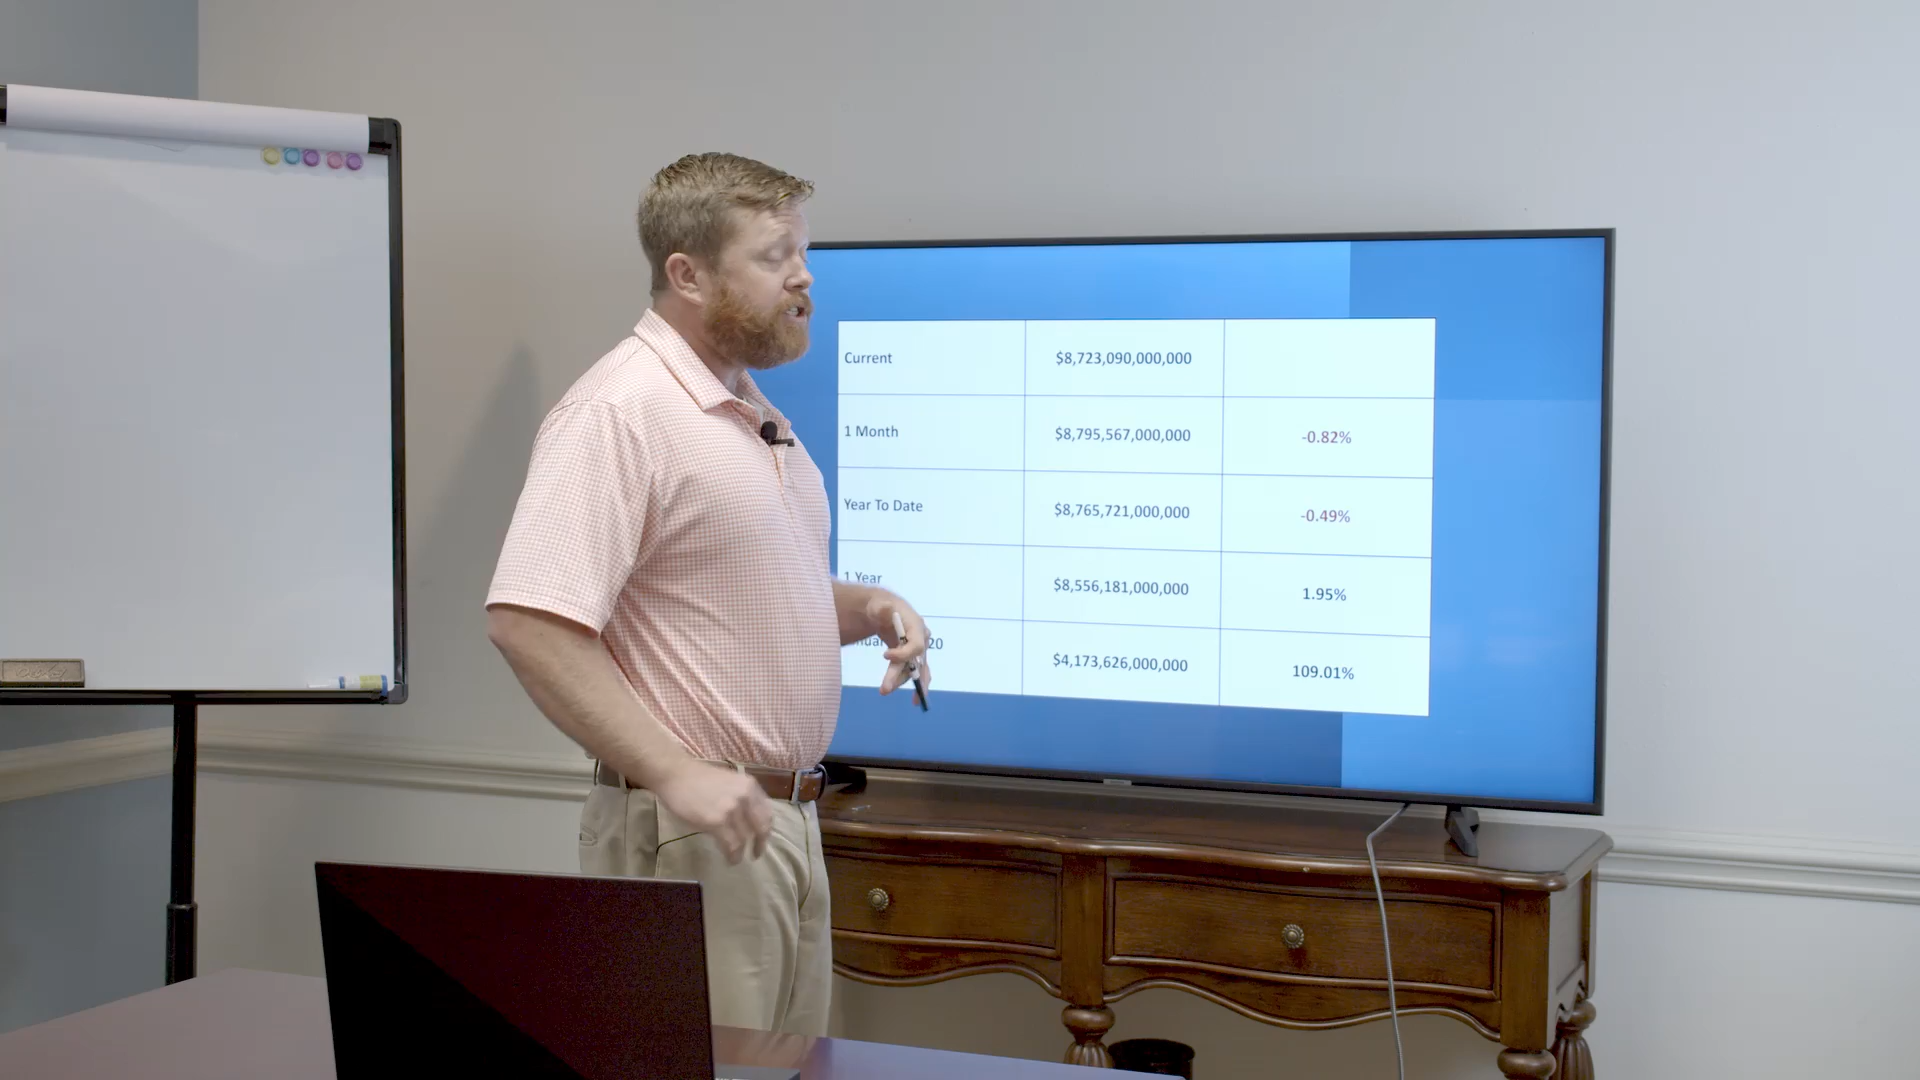 Current $8,723,090,000,000
1 Month $8,795,567,000,000 -0.82%
Year To Date $8,765,721,000,000 -0.49%
1 Year $8,556,181,000,000 1.95%
20 $4,173,626,000,000 109.01%